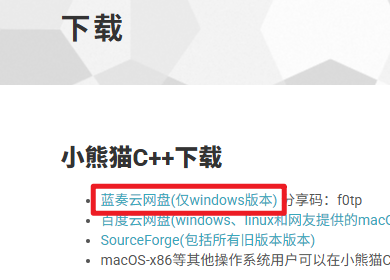 下载
小熊猫C++下载
蓝奏云网盘(仅windows版本) 分享码：f0tp
百度云网盘(windows、linux和网友提供的mac
SourceForge(包括所有旧版本版本)
macOS-x86等其他操作系统用户可以在小熊猫C